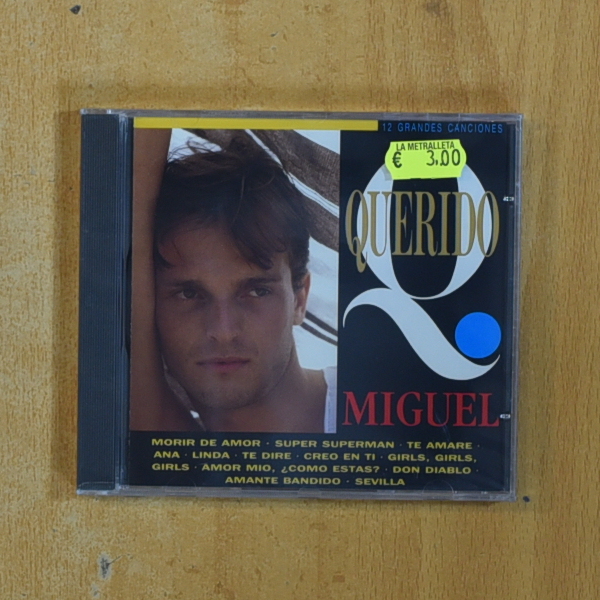 12 GRANDES CANCIONES
LA METRALLETA
€ 3,00
QUERIDO
MIGUEL
MORIR DE AMOR · SUPER SUPERMAN · TE AMARE ·
ANA · LINDA · TE DIRE · CREO EN TI · GIRLS, GIRLS,
GIRLS · AMOR MIO, ¿COMO ESTAS? · DON DIABLO ·
AMANTE BANDIDO · SEVILLA